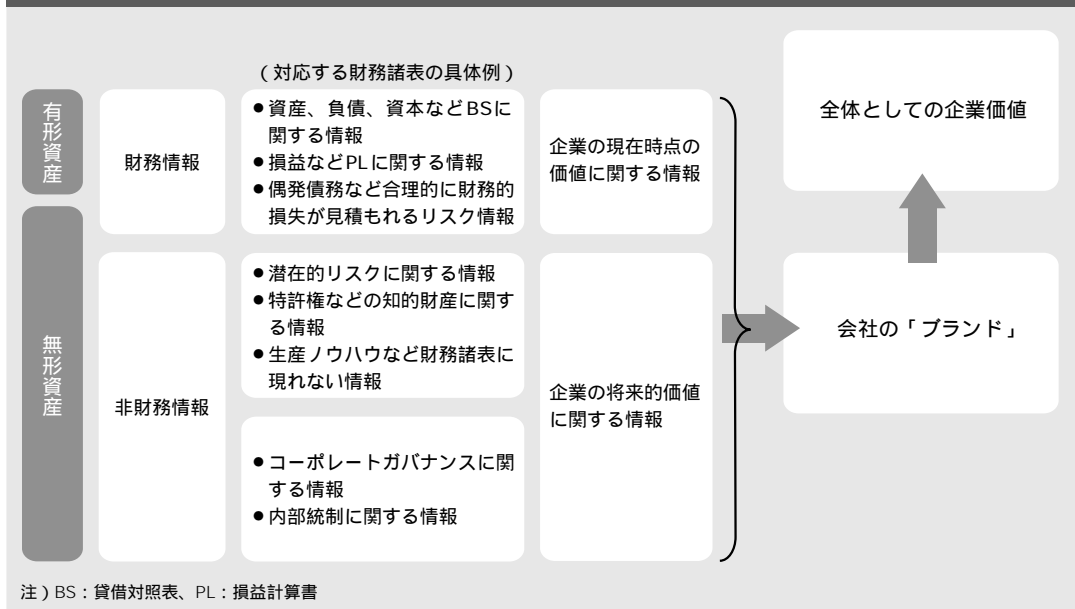 （対応する財務諸表の具体例）
有形資産
財務情報
●資産、負債、資本などBSに
関する情報
●損益などPLに関する情報
●偶発債務など合理的に財務的
損失が見積もれるリスク情報
企業の現在時点の
価値に関する情報
無形資産
非財務情報
●潜在的リスクに関する情報
●特許権などの知的財産に関す
る情報
●生産ノウハウなど財務諸表に
現れない情報
●コーポレートガバナンスに関
する情報
●内部統制に関する情報
企業の将来的価値
に関する情報
全体としての企業価値
会社の「ブランド」
注）BS：貸借対照表、PL：損益計算書